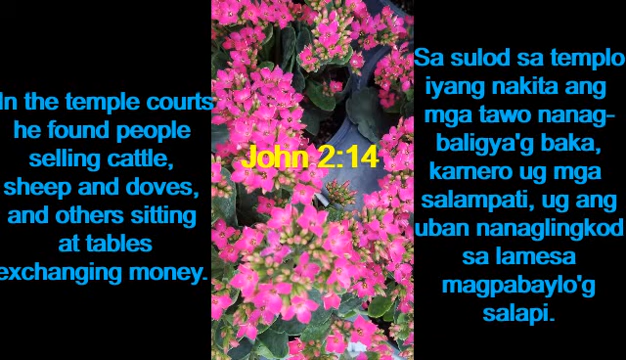 In the temple courts
he found people
selling cattle,
sheep and doves,
and others sitting
at tables
exchanging money.
John 2:14
Sa sulod sa templo
iyang nakita ang
mga tawo nanag-
baligya'g baka,
karnero ug mga
salampati, ug ang
uban nanaglingkod
sa lamesa
magpabaylo'g
salapi.